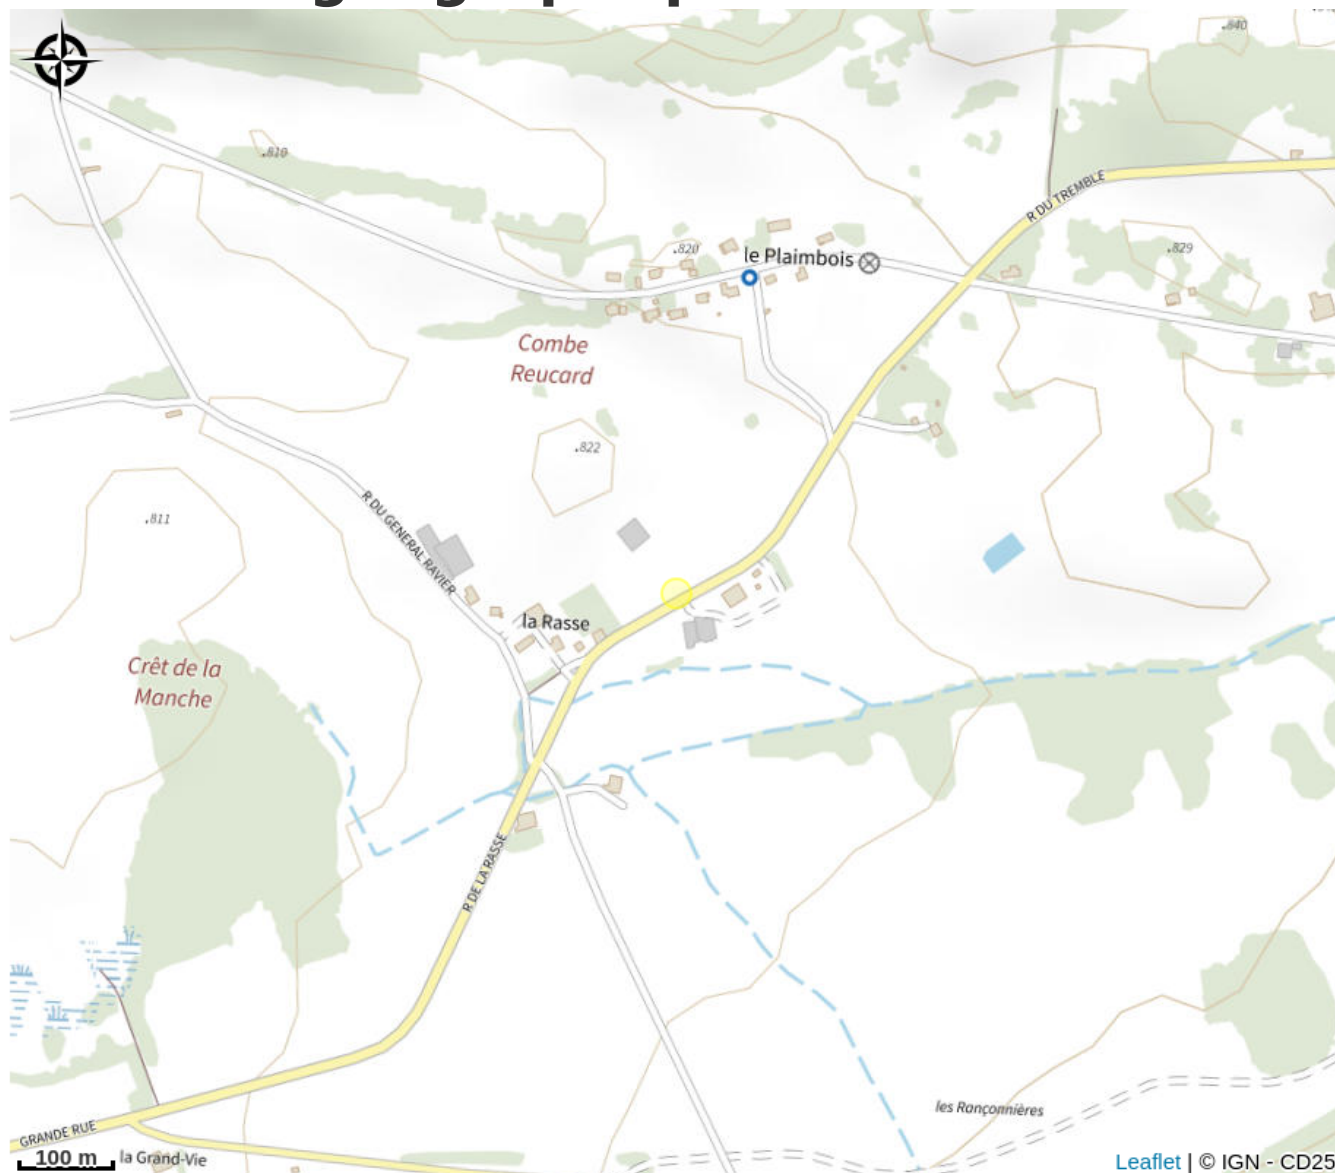 .840
.810
R DU TREMBLE
.820
le Plaimbois
.829
Combe
Reucard
.822
R DU GENERAL RAVIER
.811
la Rasse
Crêt de la
Manche
R DE LA RASSE
les Rançonnières
GRANDE RUE
100 m
la Grand-Vie
Leaflet | © IGN - CD25